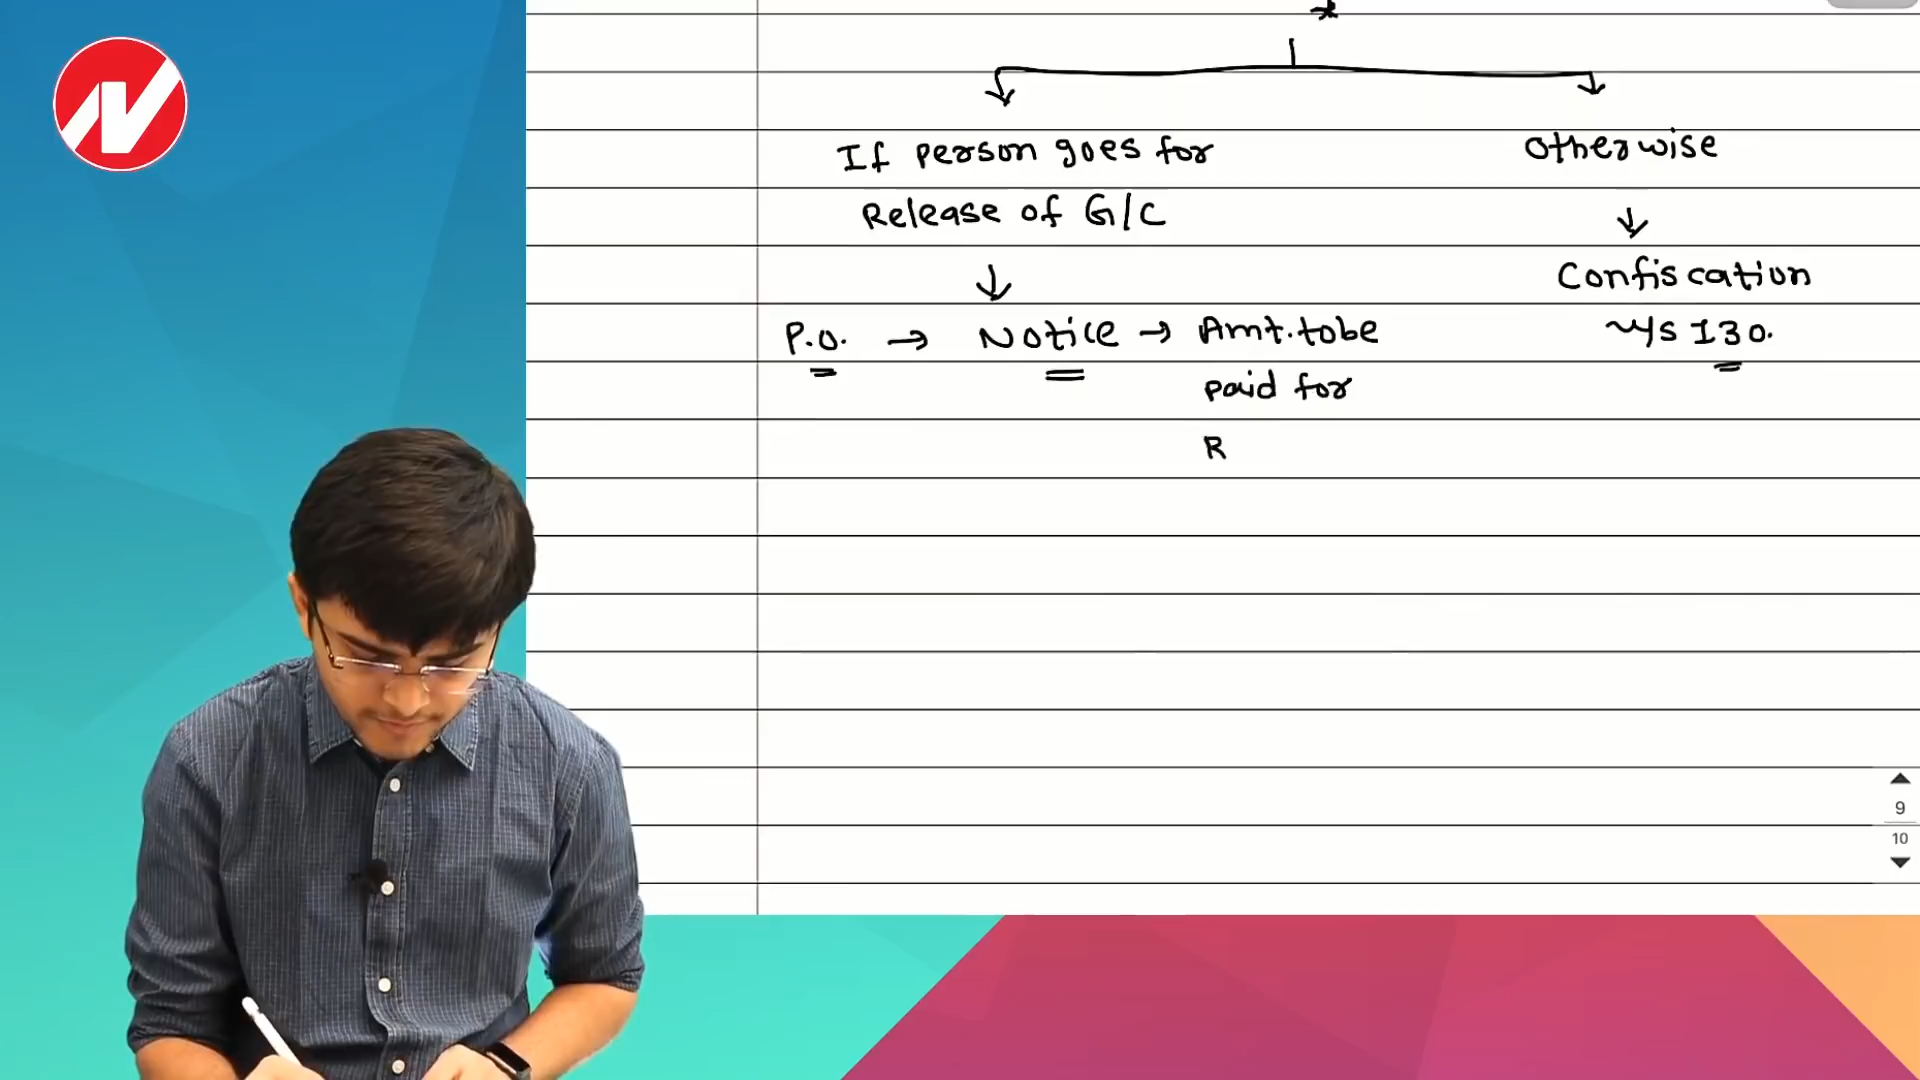 If person goes for
Release of G/C
P.O. → Notice → Amt. to be
paid for
R
Otherwise
Confiscation
u/s 130.
9
10